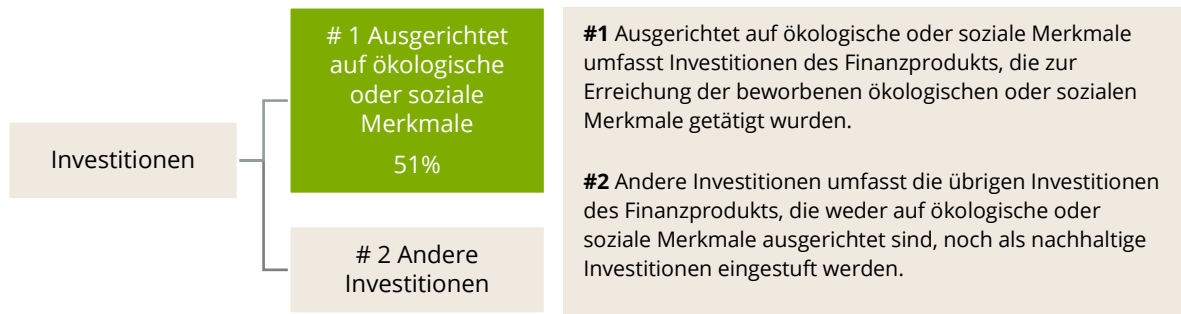 Investitionen
# 1 Ausgerichtet
auf ökologische
oder soziale
Merkmale
51%
# 2 Andere
Investitionen
#1 Ausgerichtet auf ökologische oder soziale Merkmale
umfasst Investitionen des Finanzprodukts, die zur
Erreichung der beworbenen ökologischen oder sozialen
Merkmale getätigt wurden.
#2 Andere Investitionen umfasst die übrigen Investitionen
des Finanzprodukts, die weder auf ökologische oder
soziale Merkmale ausgerichtet sind, noch als nachhaltige
Investitionen eingestuft werden.